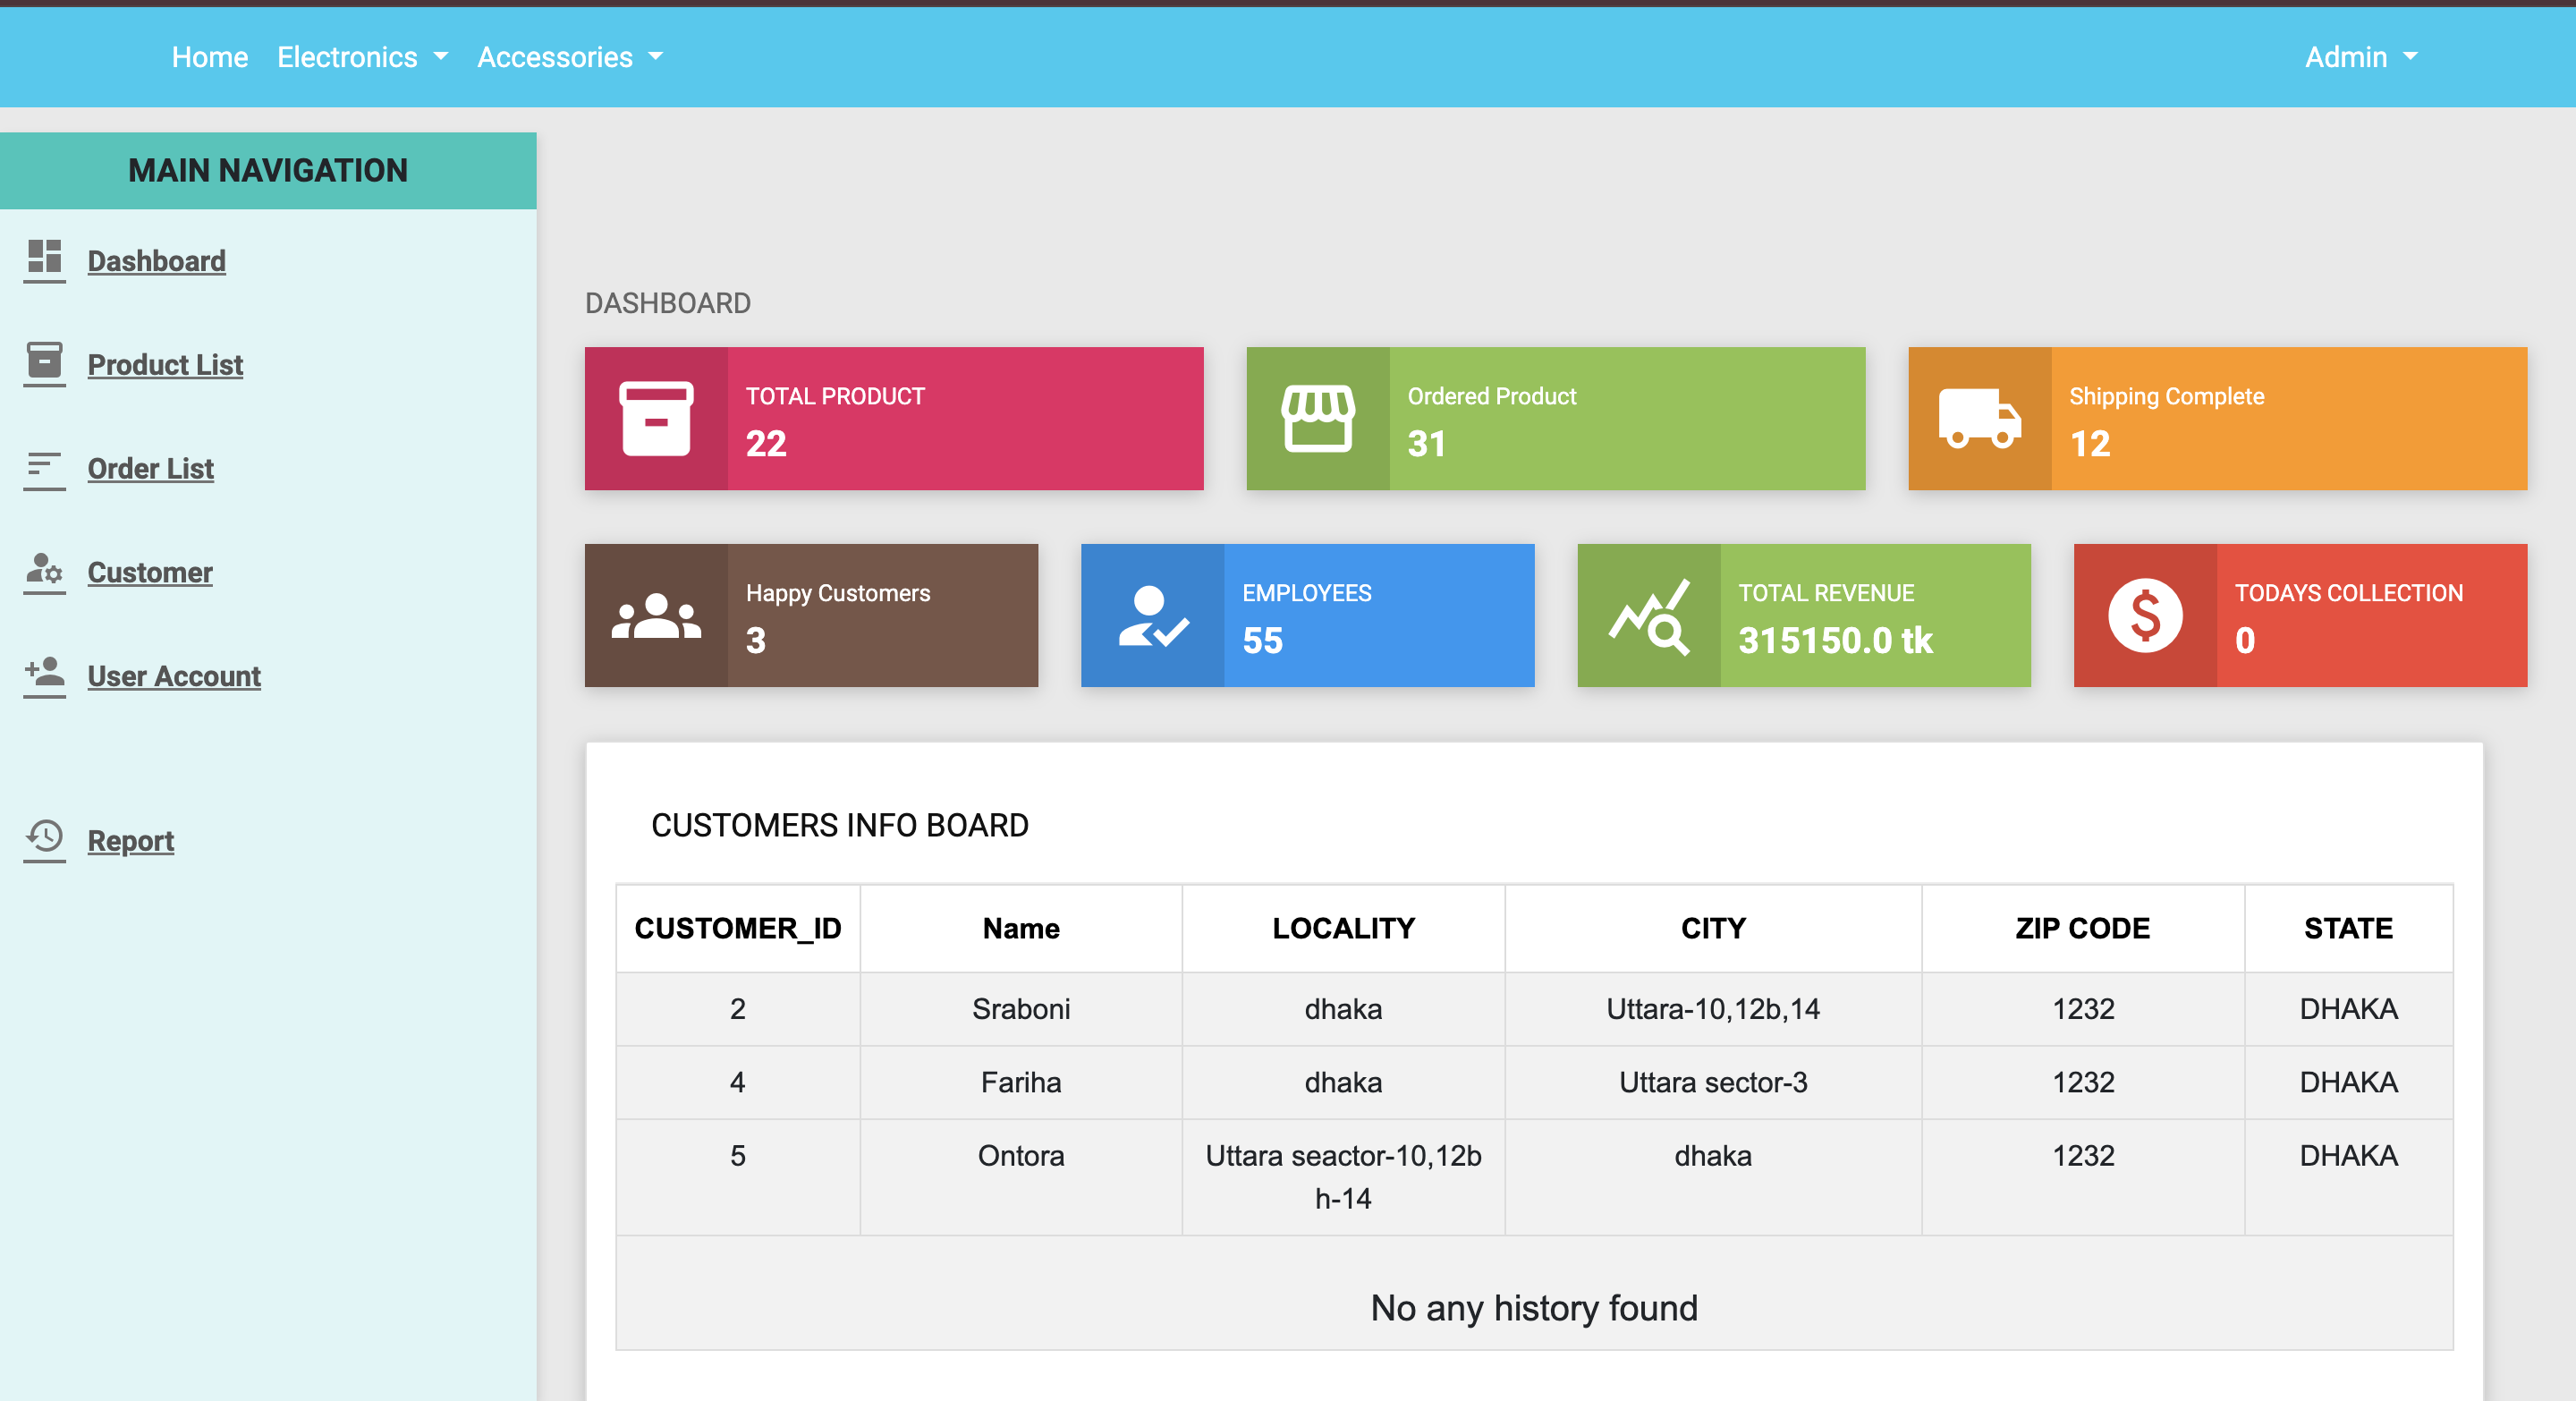 Home Electronics Accessories Admin
MAIN NAVIGATION
Dashboard
Product List
Order List
Customer
User Account
Report
DASHBOARD
TOTAL PRODUCT
22
Ordered Product
31
Shipping Complete
12
Happy Customers
3
EMPLOYEES
55
TOTAL REVENUE
315150.0 tk
TODAYS COLLECTION
0
CUSTOMERS INFO BOARD
CUSTOMER_ID Name LOCALITY CITY ZIP CODE STATE
2 Sraboni dhaka Uttara-10,12b,14 1232 DHAKA
4 Fariha dhaka Uttara sector-3 1232 DHAKA
5 Ontora Uttara seactor-10,12b dhaka 1232 DHAKA
h-14
No any history found